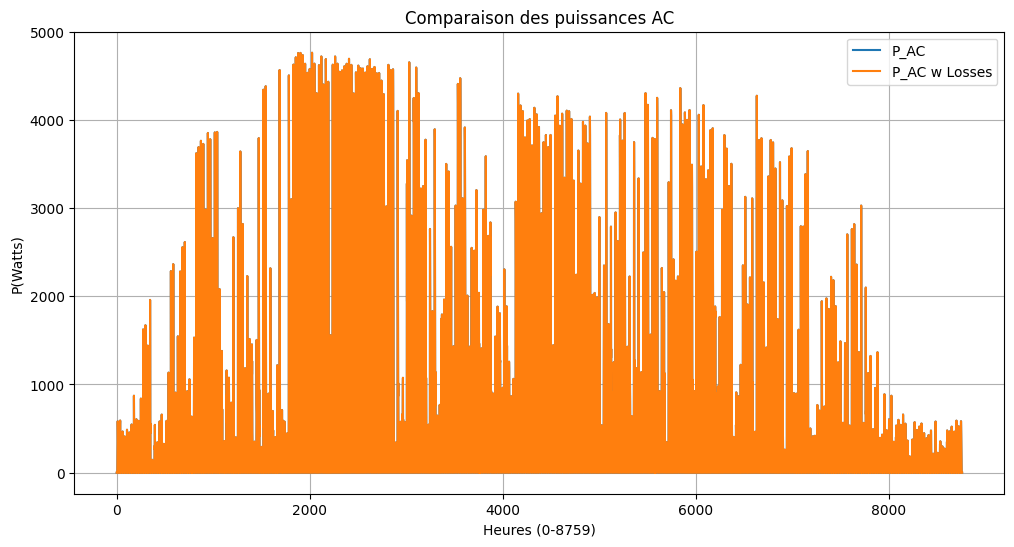 Comparaison des puissances AC
P_AC
P_AC w Losses
P(Watts)
5000
4000
3000
2000
1000
0
0 2000 4000 6000 8000
Heures (0-8759)